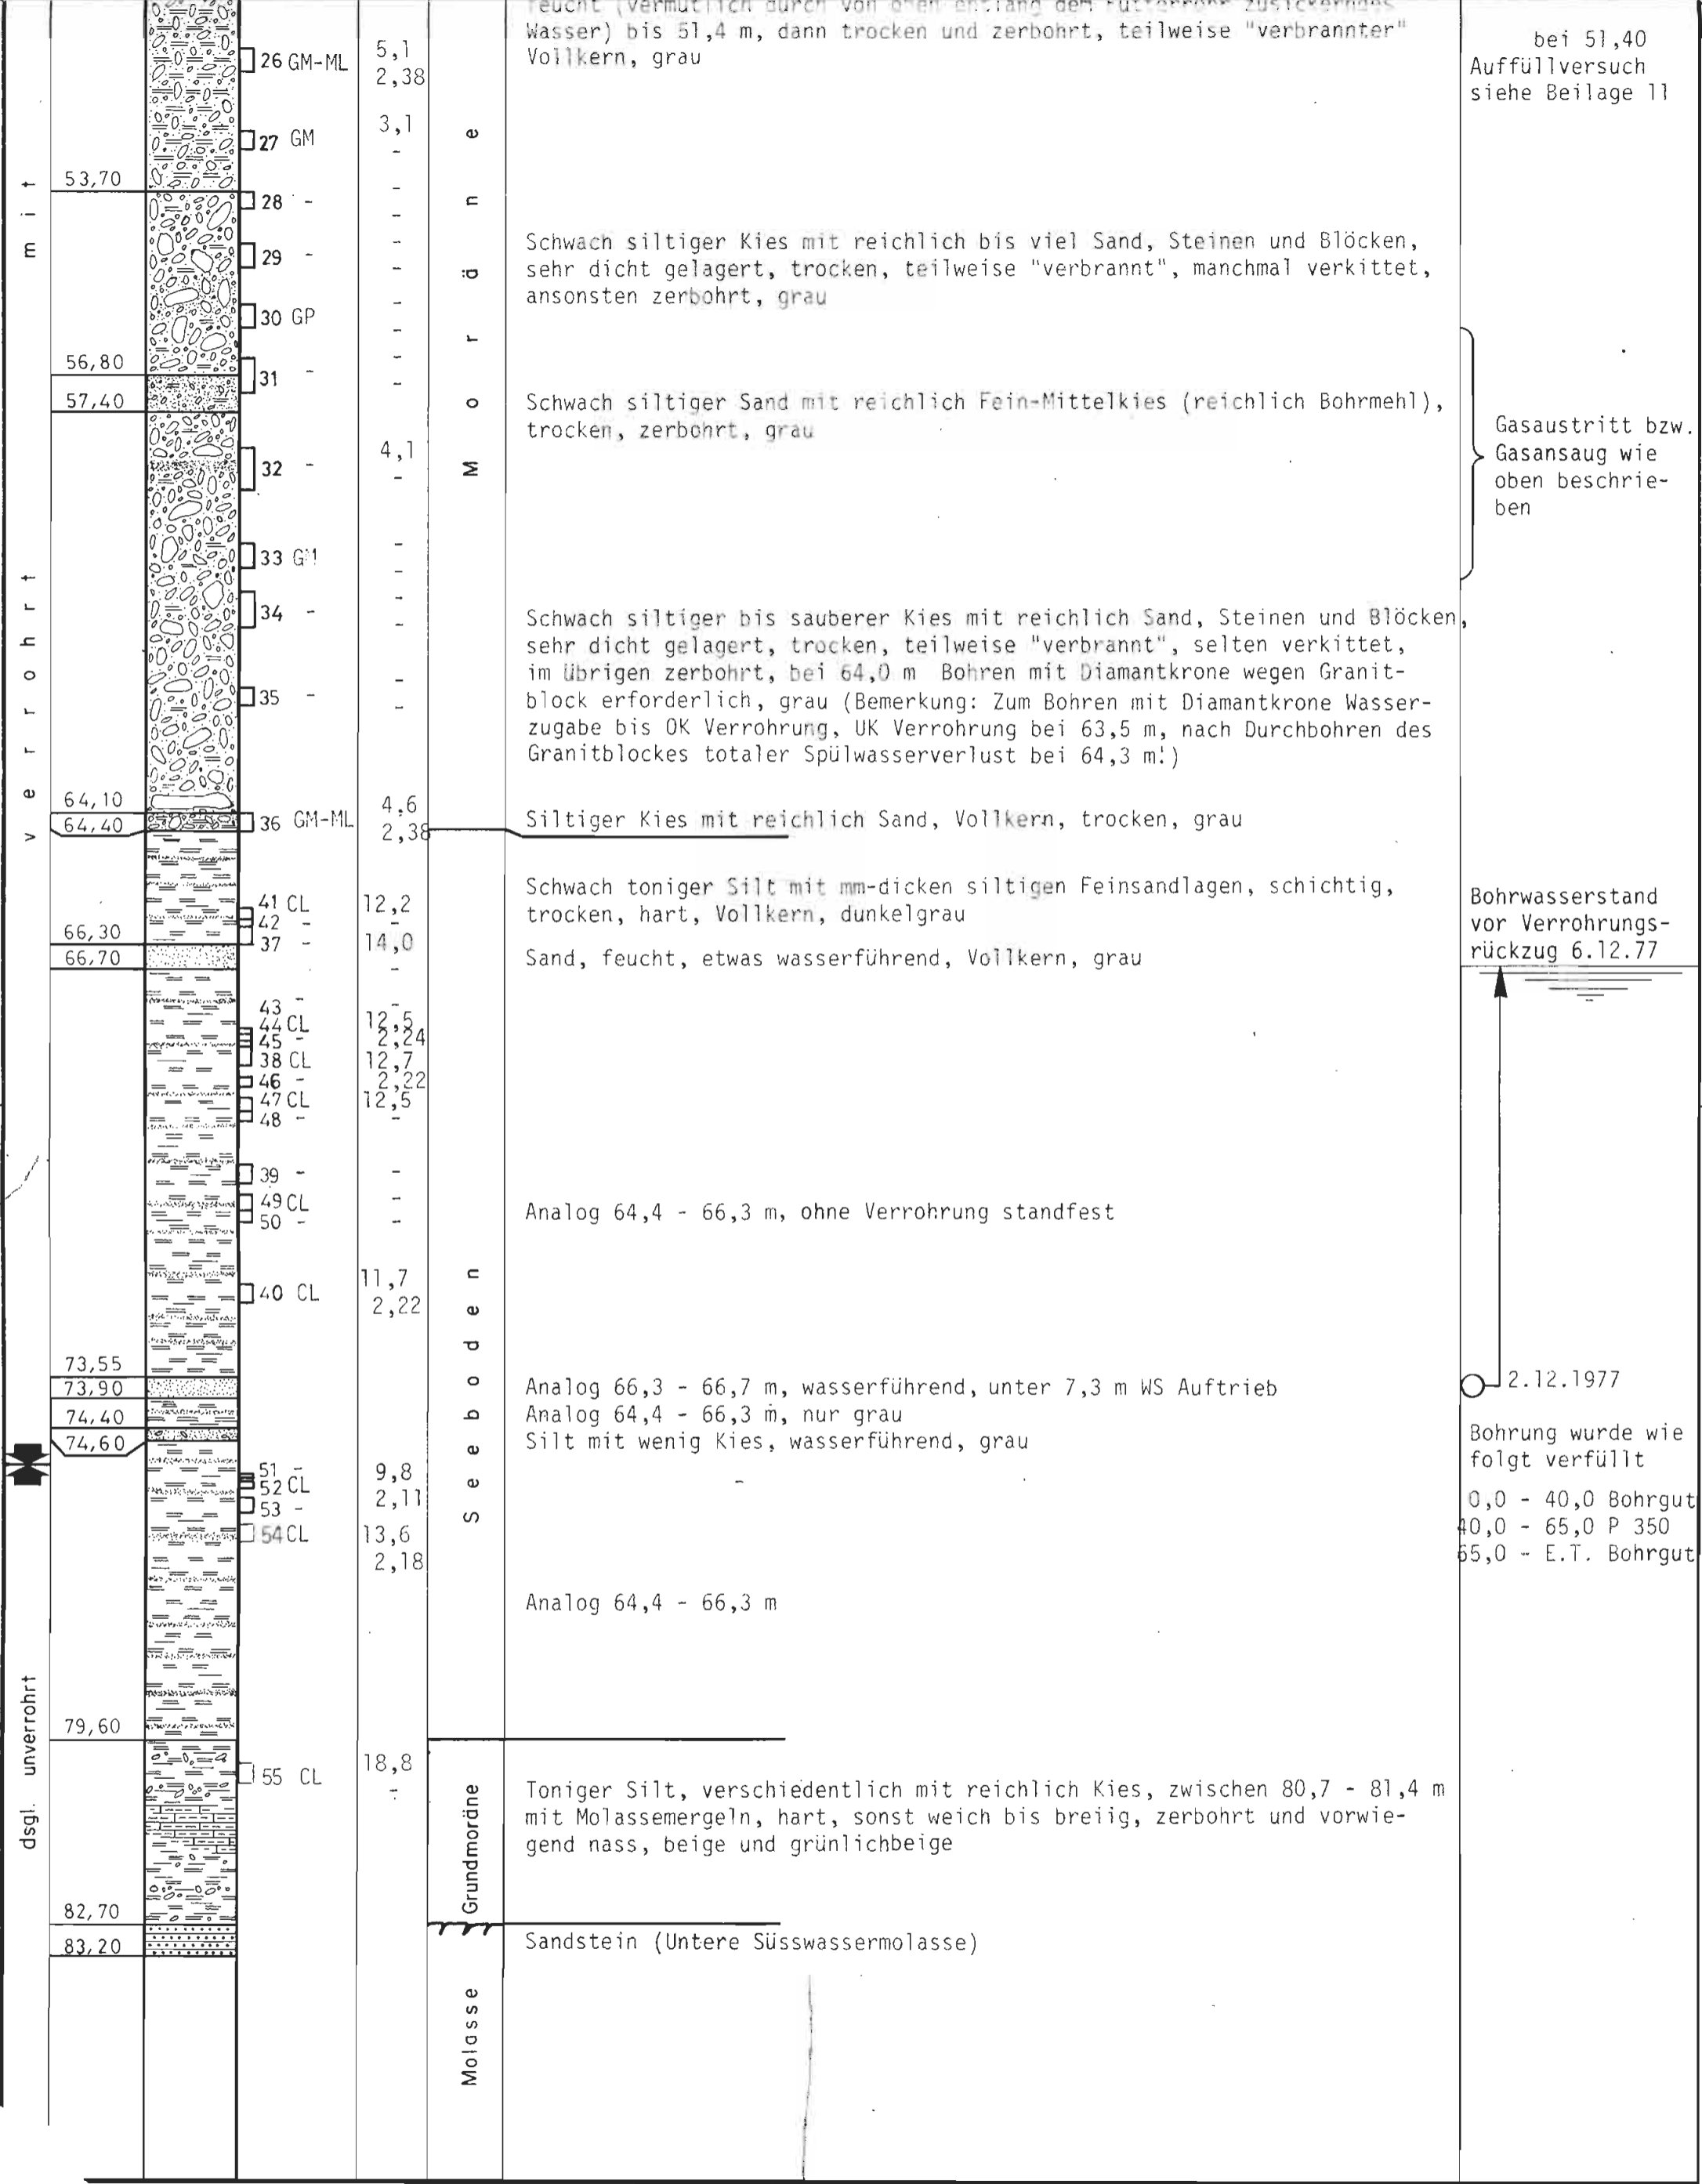 Wasser) bis 51,4 m, dann trocken und zerbohrt, teilweise "verbrannter"
Vollkern, grau
bei 51,40
Auffüllversuch
siehe Beilage 11
26 GM-ML 5,1
2,38
27 GM 3,1
-
53,70
28 - -
-
29 - -
-
Schwach siltiger Kies mit reichlich bis viel Sand, Steinen und Blöcken,
sehr dicht gelagert, trocken, teilweise "verbrannt", manchmal verkittet,
ansonsten zerbohrt, grau
30 GP -
-
56,80
31 - -
-
57,40
Schwach siltiger Sand mit reichlich Fein-Mittelkies (reichlich Bohrmehl),
trocken, zerbohrt, grau
32 - 4,1
-
Gasaustritt bzw.
Gasansaug wie
oben beschrie-
ben
33 GM -
-
34 - -
-
Schwach siltiger bis sauberer Kies mit reichlich Sand, Steinen und Blöcken,
sehr dicht gelagert, trocken, teilweise "verbrannt", selten verkittet,
im übrigen zerbohrt, bei 64,0 m Bohren mit Diamantkrone wegen Granit-
block erforderlich, grau (Bemerkung: Zum Bohren mit Diamantkrone Wasser-
zugabe bis OK Verrohrung, UK Verrohrung bei 63,5 m, nach Durchbohren des
Granitblockes totaler Spülwasserverlust bei 64,3 m!)
35 - -
-
64,10
64,40
36 GM-ML 4,6
2,38
Siltiger Kies mit reichlich Sand, Vollkern, trocken, grau
Moräne
mit
verrohrt
Schwach toniger Silt mit mm-dicken siltigen Feinsandlagen, schichtig,
trocken, hart, Vollkern, dunkelgrau
41 CL 12,2
42 - -
37 - 14,0
-
66,30
66,70
Sand, feucht, etwas wasserführend, Vollkern, grau
Bohrwasserstand
vor Verrohrungs-
rückzug 6.12.77
43 - -
44 CL 12,5
45 - 2,24
38 CL 12,7
46 - 2,22
47 CL 12,5
48 - -
39 - -
49 CL -
50 - -
Analog 64,4 - 66,3 m, ohne Verrohrung standfest
40 CL 11,7
2,22
73,55
73,90
Analog 66,3 - 66,7 m, wasserführend, unter 7,3 m WS Auftrieb
2.12.1977
74,40
Analog 64,4 - 66,3 m, nur grau
74,60
Silt mit wenig Kies, wasserführend, grau
Bohrung wurde wie
folgt verfüllt
0,0 - 40,0 Bohrgut
40,0 - 65,0 P 350
65,0 - E.T. Bohrgut
51 - 9,8
52 CL 2,11
53 -
54 CL 13,6
2,18
Seeboden
Analog 64,4 - 66,3 m
79,60
55 CL 18,8
-
Toniger Silt, verschiedentlich mit reichlich Kies, zwischen 80,7 - 81,4 m
mit Molassemergeln, hart, sonst weich bis breiig, zerbohrt und vorwie-
gend nass, beige und grünlichbeige
dsgl. unverrohrt
Grundmoräne
82,70
83,20
Sandstein (Untere Süsswassermolasse)
Molasse